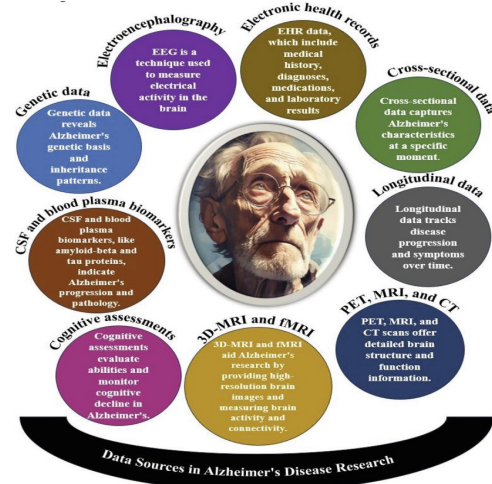 Electroencephalography
EEG is a
technique used
to measure
electrical
activity in the
brain
Electronic health records
EHR data,
which include
medical
history,
diagnoses,
medications,
and laboratory
results
Cross-sectional data
Cross-sectional
data captures
Alzheimer's
characteristics
at a specific
moment.
Genetic data
Genetic data
reveals
Alzheimer's
genetic basis
and
inheritance
patterns.
Longitudinal data
Longitudinal
data tracks
disease
progression
and symptoms
over time.
CSF and blood plasma biomarkers
CSF and blood
plasma
biomarkers, like
amyloid-beta and
tau proteins,
indicate
Alzheimer's
progression and
pathology.
PET, MRI, and CT
PET, MRI, and
CT scans offer
detailed brain
structure and
function
information.
Cognitive assessments
Cognitive
assessments
evaluate
abilities and
monitor
cognitive
decline in
Alzheimer's.
3D-MRI and fMRI
3D-MRI and fMRI
aid Alzheimer's
research by
providing high-
resolution brain
images and
measuring brain
activity and
connectivity.
Data Sources in Alzheimer's Disease Research